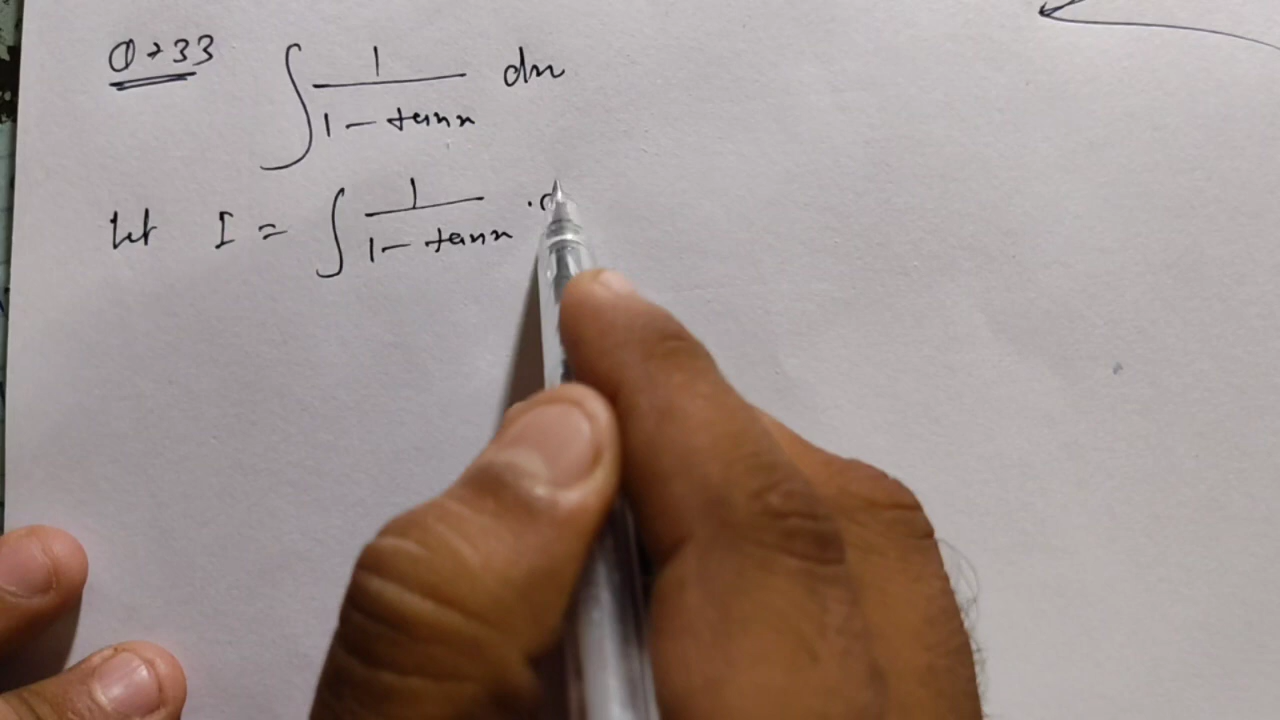 Q→33 ∫ 1/(1 - tanx) dx
let I = ∫ 1/(1 - tanx) .d